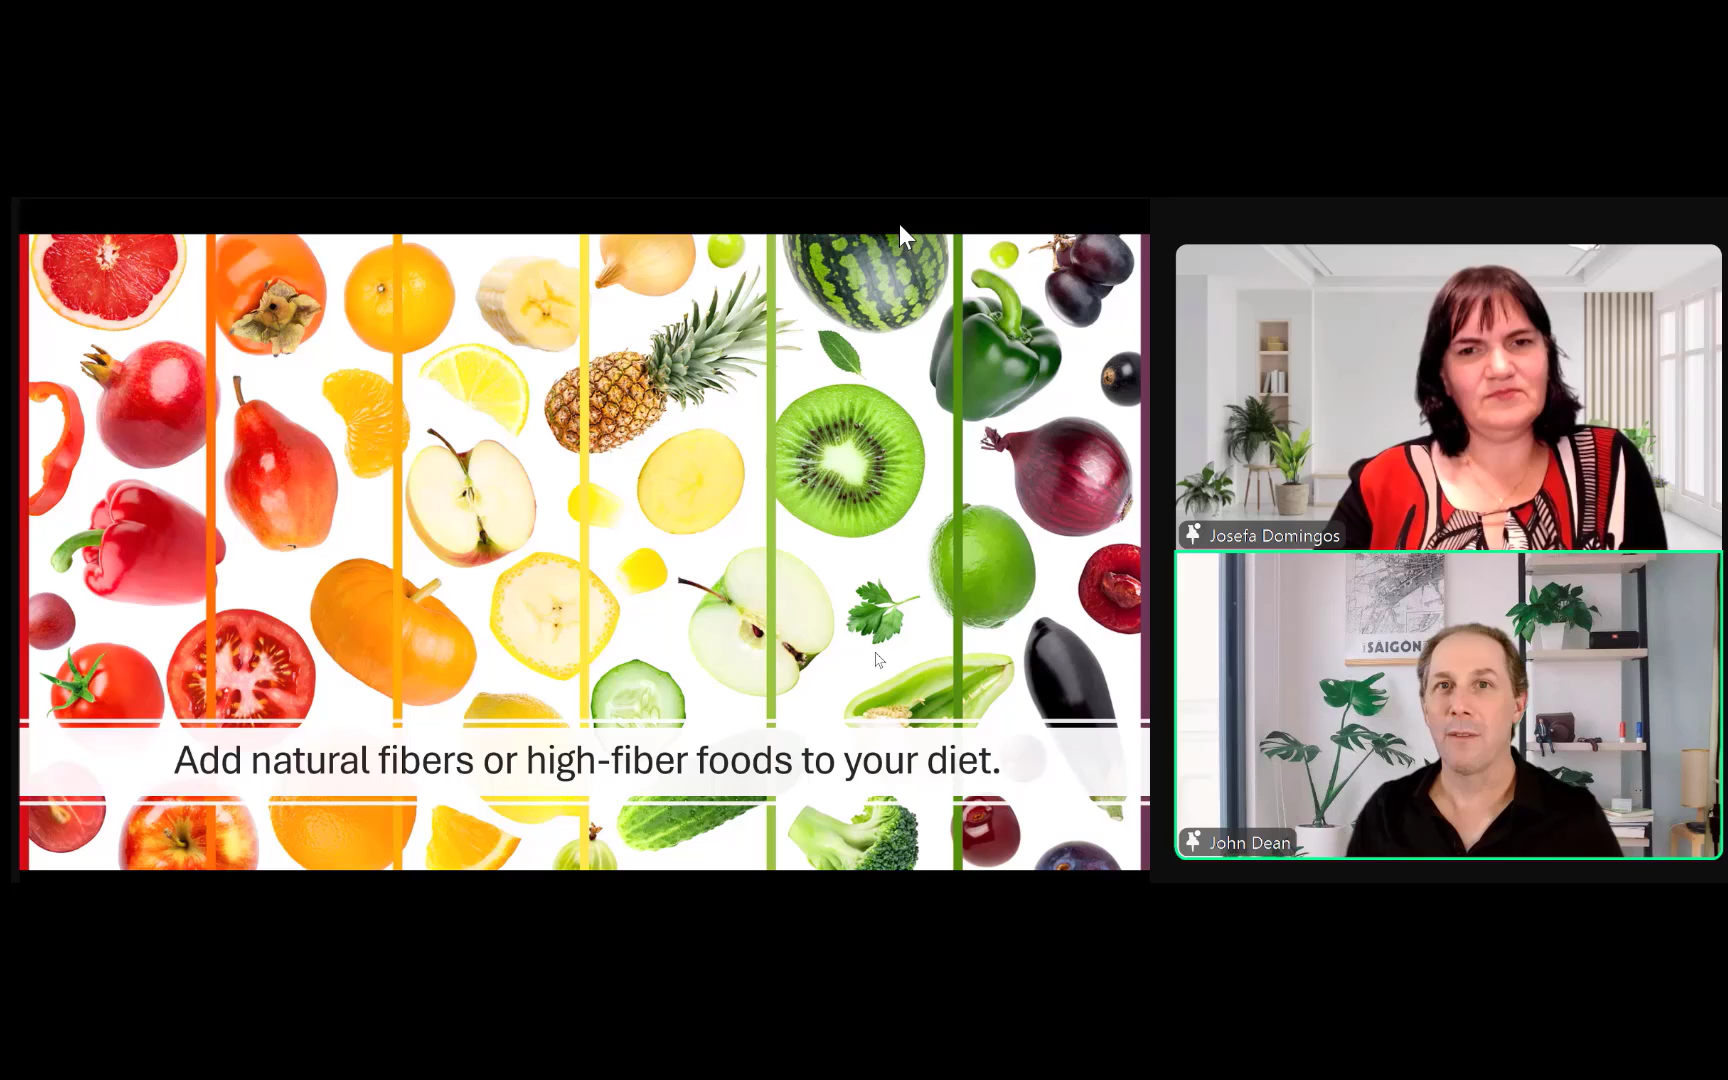 Add natural fibers or high-fiber foods to your diet.
Josefa Domingos
SAIGON
John Dean